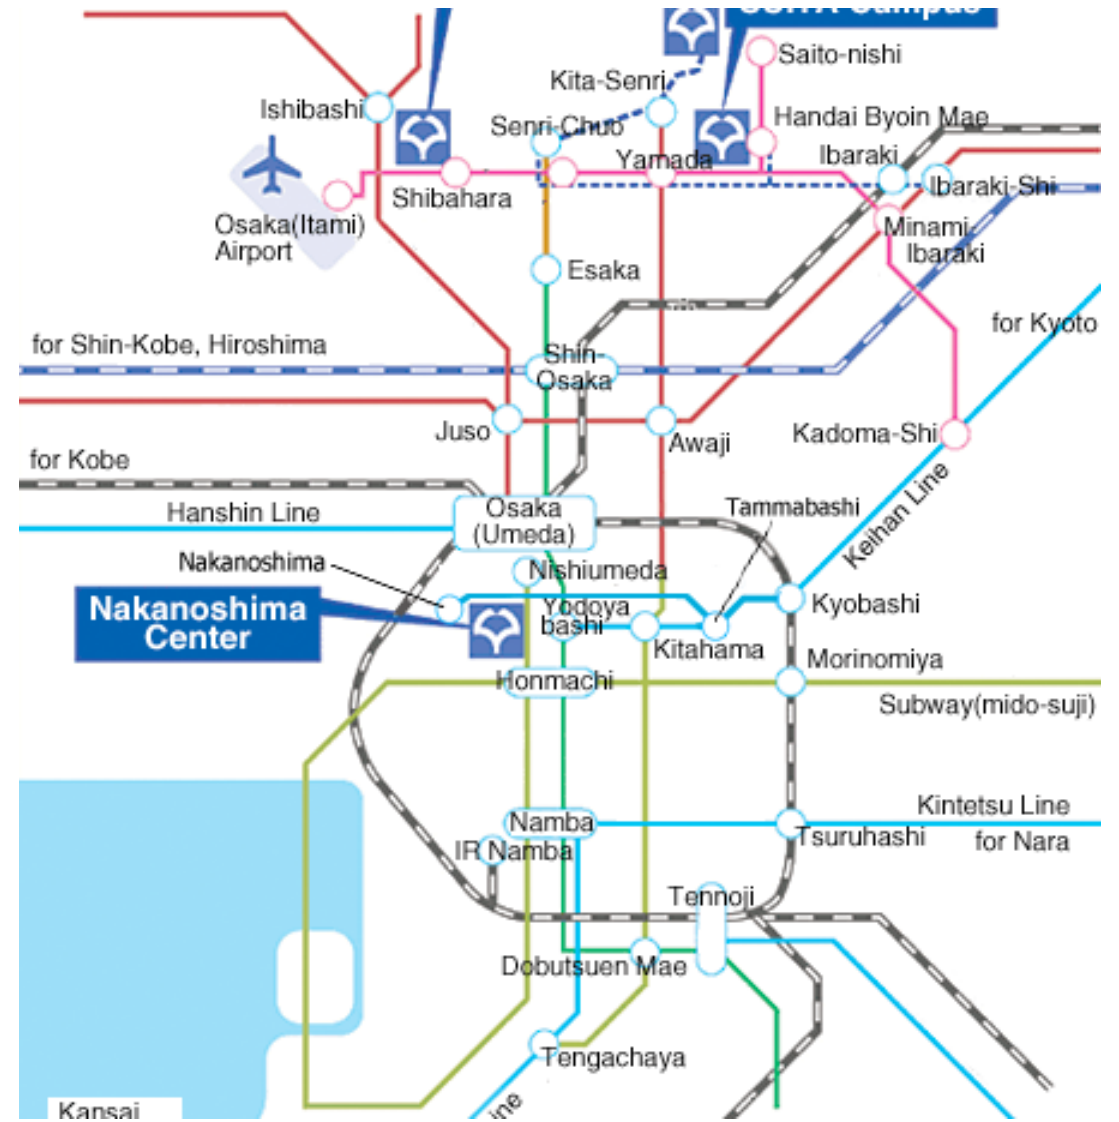 SUITA Campus
Saito-nishi
Kita-Senri
Ishibashi
Senri-Chuo
Handai Byoin Mae
Ibaraki
Yamada
Shibahara
Ibaraki-Shi
Osaka(Itami)
Airport
Minami-
Ibaraki
Esaka
for Kyoto
for Shin-Kobe, Hiroshima
Shin-
Osaka
Juso
Awaji
Kadoma-Shi
for Kobe
Keihan Line
Hanshin Line
Osaka
(Umeda)
Tammabashi
Nakanoshima
Nishiumeda
Nakanoshima
Center
Yodoya
bashi
Kyobashi
Kitahama
Morinomiya
Honmachi
Subway(mido-suji)
Kintetsu Line
Namba
Tsuruhashi
for Nara
JR Namba
Tennoji
Dobutsuen Mae
Tengachaya
ine
Kansai